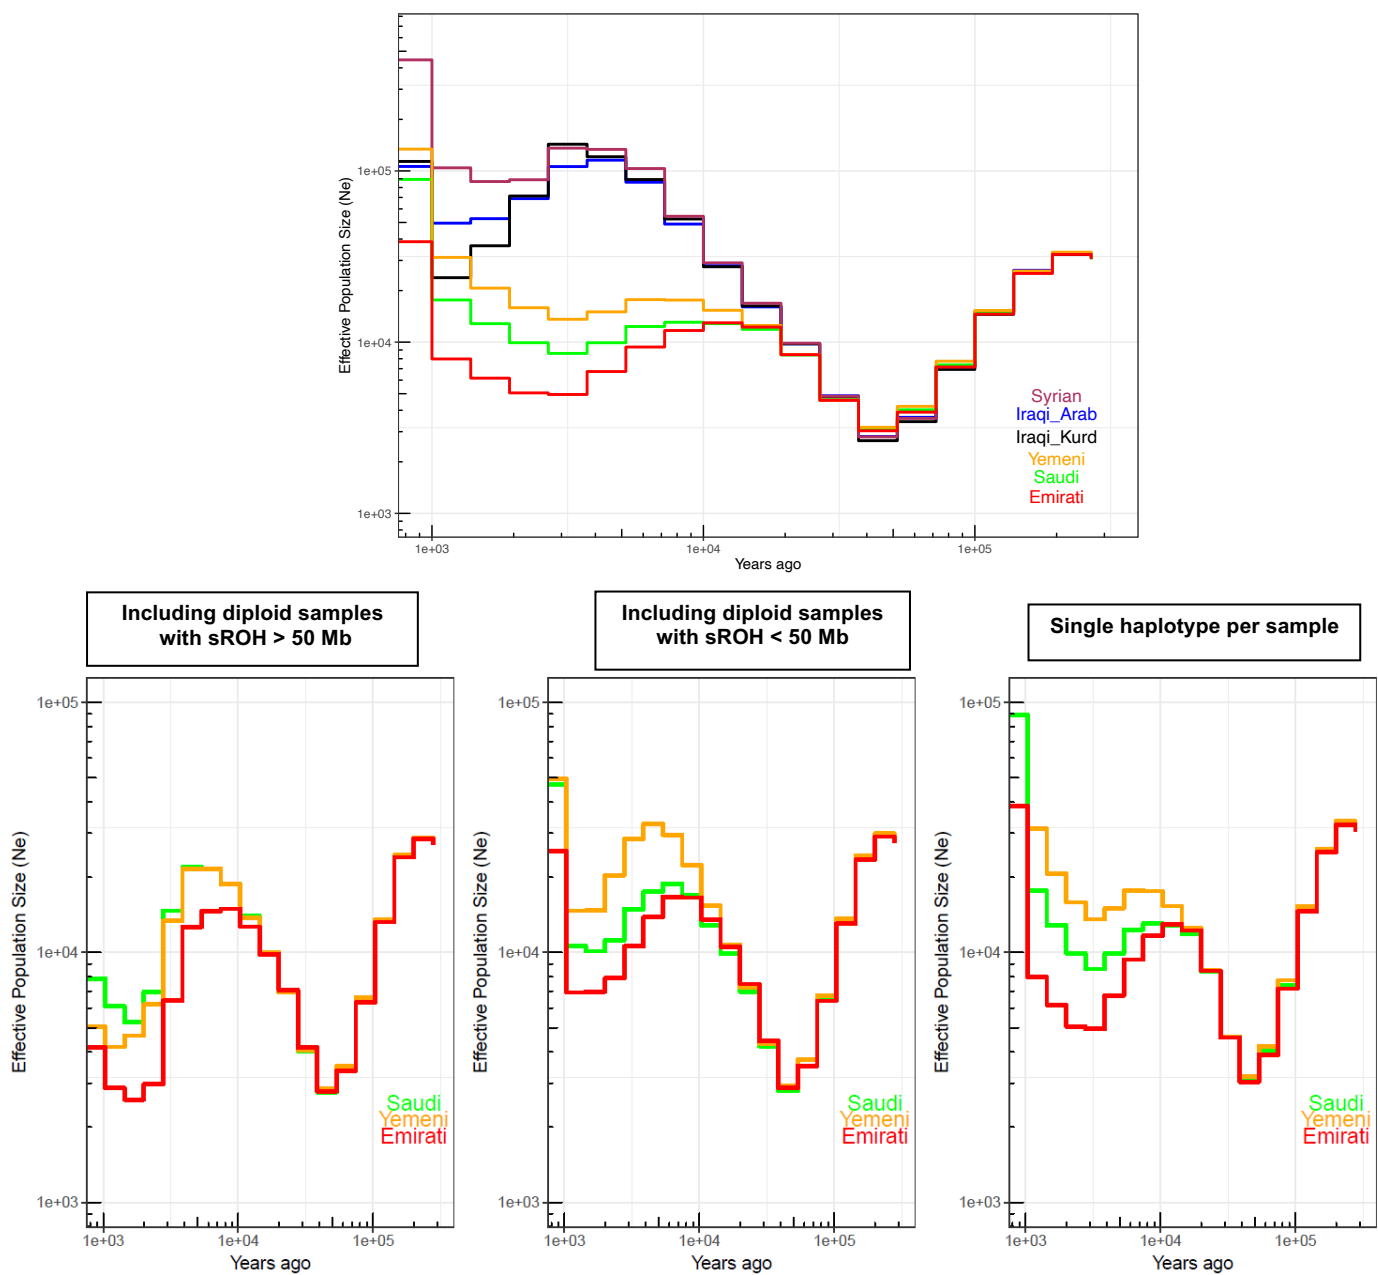 Effective Population Size (Ne)
1e+05
1e+04
1e+03
Syrian
Iraqi_Arab
Iraqi_Kurd
Yemeni
Saudi
Emirati
1e+03
1e+04
1e+05
Years ago
Including diploid samples
with sROH > 50 Mb
Including diploid samples
with sROH < 50 Mb
Single haplotype per sample
Effective Population Size (Ne)
1e+05
1e+04
1e+03
Saudi
Yemeni
Emirati
1e+03
1e+04
1e+05
Years ago
Effective Population Size (Ne)
1e+05
1e+04
1e+03
Saudi
Yemeni
Emirati
1e+03
1e+04
1e+05
Years ago
Effective Population Size (Ne)
1e+05
1e+04
1e+03
Saudi
Yemeni
Emirati
1e+03
1e+04
1e+05
Years ago